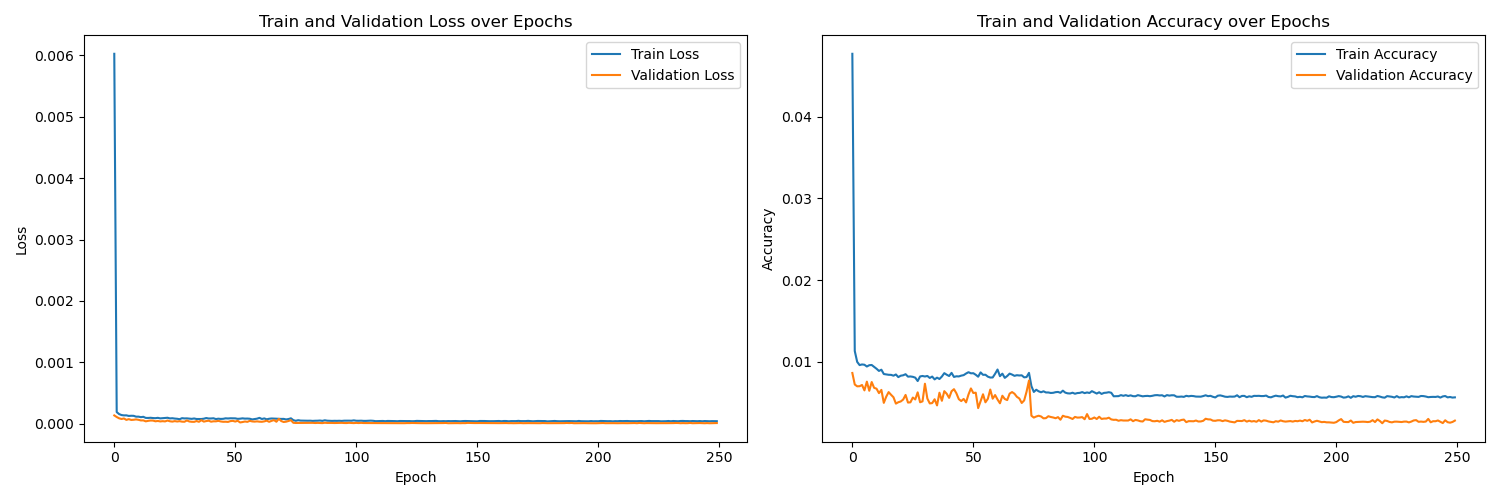 Train and Validation Loss over Epochs
Train Loss
Validation Loss
0.006
0.005
0.004
0.003
0.002
0.001
0.000
Loss
0
50
100
150
200
250
Epoch
Train and Validation Accuracy over Epochs
Train Accuracy
Validation Accuracy
0.04
0.03
0.02
0.01
Accuracy
0
50
100
150
200
250
Epoch